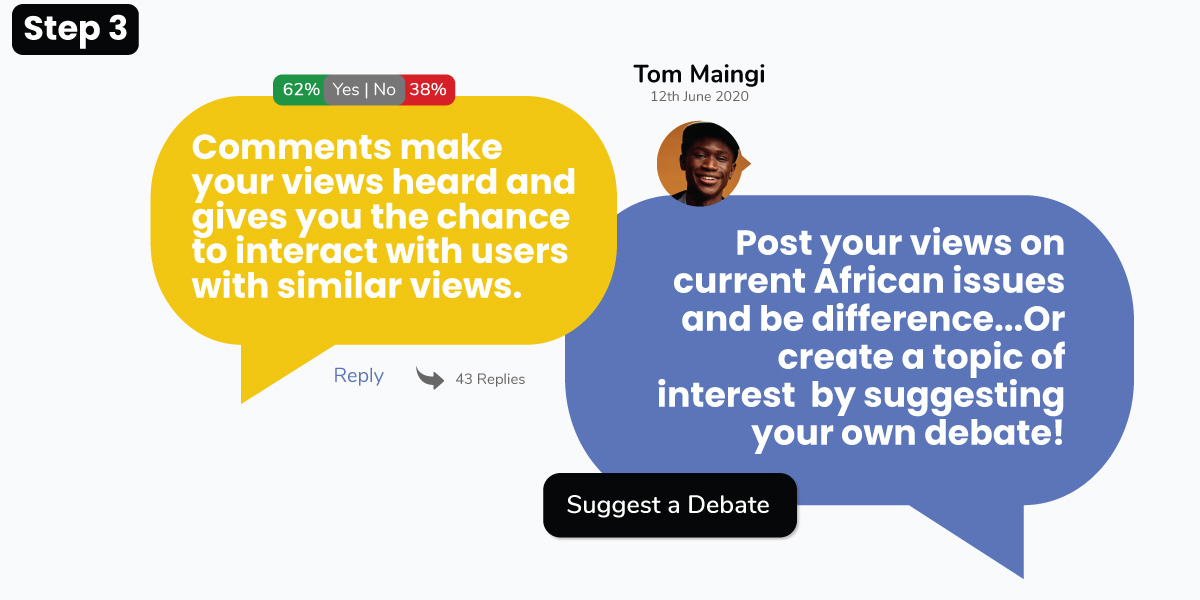 Step 3
62% Yes | No 38%
Comments make
your views heard and
gives you the chance
to interact with users
with similar views.
Reply
43 Replies
Tom Maingi
12th June 2020
Post your views on
current African issues
and be difference...Or
create a topic of
interest  by suggesting
your own debate!
Suggest a Debate